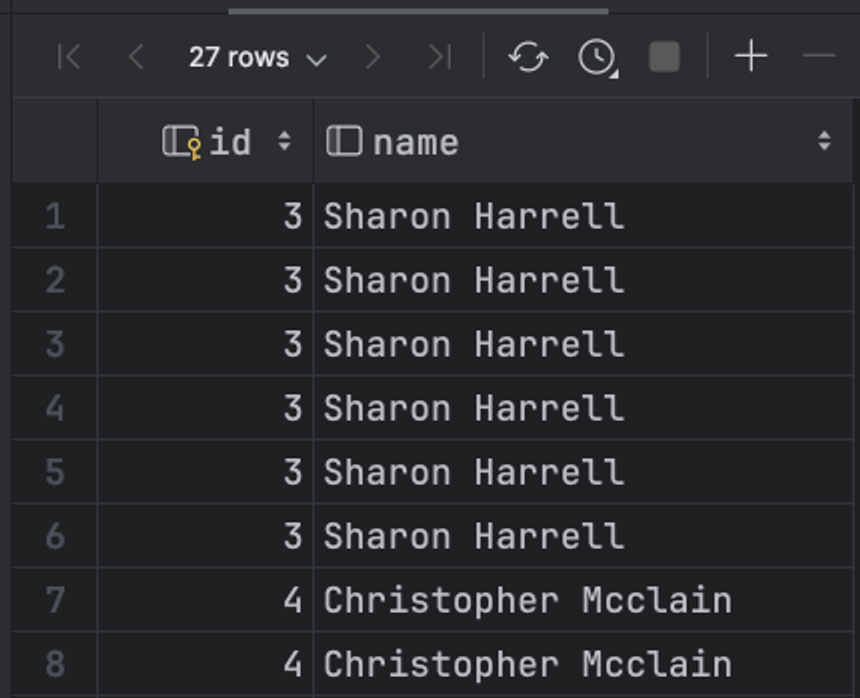 27 rows
id name
1 3 Sharon Harrell
2 3 Sharon Harrell
3 3 Sharon Harrell
4 3 Sharon Harrell
5 3 Sharon Harrell
6 3 Sharon Harrell
7 4 Christopher Mcclain
8 4 Christopher Mcclain